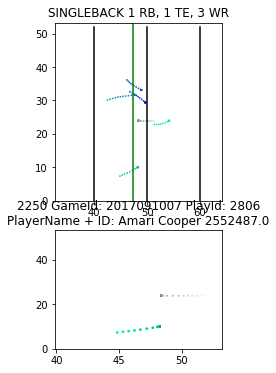 SINGLEBACK 1 RB, 1 TE, 3 WR
50
40
30
20
10
0
40 50 60
2250 GameId: 2017091007 PlayId: 2806
PlayerName + ID: Amari Cooper 2552487.0
40
20
0
40 45 50